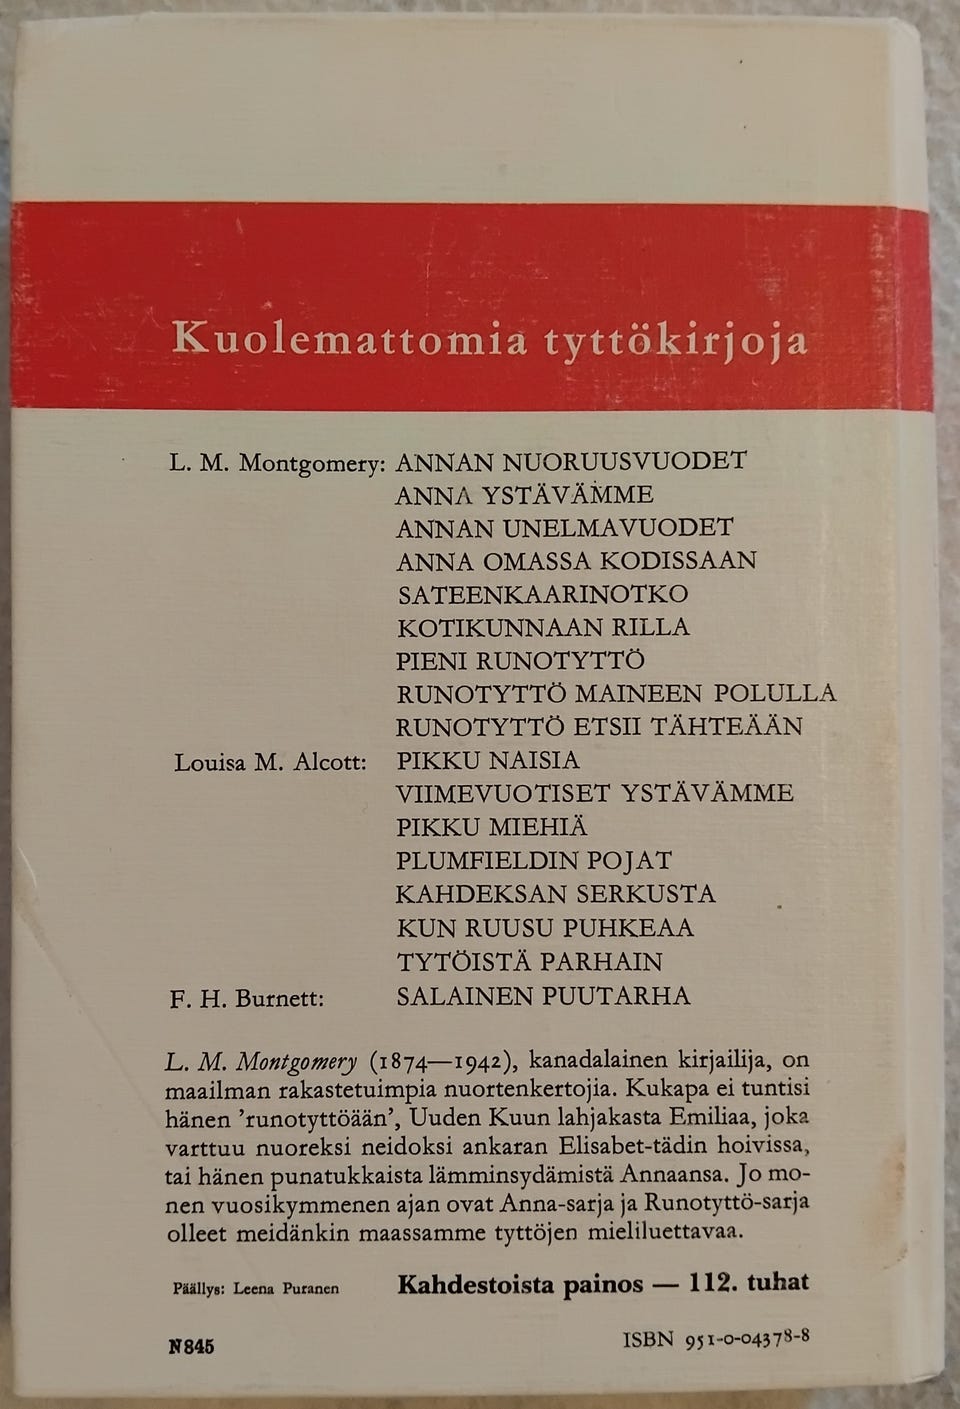 Kuolemattomia tyttökirjoja
L. M. Montgomery: ANNAN NUORUUSVUODET
ANNA YSTÄVÄMME
ANNAN UNELMAVUODET
ANNA OMASSA KODISSAAN
SATEENKAARINOTKO
KOTIKUNNAAN RILLA
PIENI RUNOTYTTÖ
RUNOTYTTÖ MAINEEN POLULLA
RUNOTYTTÖ ETSII TÄHTEÄÄN
Louisa M. Alcott: PIKKU NAISIA
VIIMEVUOTISET YSTÄVÄMME
PIKKU MIEHIÄ
PLUMFIELDIN POJAT
KAHDEKSAN SERKUSTA
KUN RUUSU PUHKEAA
TYTÖISTÄ PARHAIN
F. H. Burnett: SALAINEN PUUTARHA
L. M. Montgomery (1874—1942), kanadalainen kirjailija, on
maailman rakastetuimpia nuortenkertojia. Kukapa ei tuntisi
hänen ’runotyttöään’, Uuden Kuun lahjakasta Emiliaa, joka
varttuu nuoreksi neidoksi ankaran Elisabet-tädin hoivissa,
tai hänen punatukkaista lämminsydämistä Annaansa. Jo mo-
nen vuosikymmenen ajan ovat Anna-sarja ja Runotyttö-sarja
olleet meidänkin maassamme tyttöjen mieliluettavaa.
Päällys: Leena Puranen Kahdestoista painos — 112. tuhat
N845 ISBN 951-0-04378-8